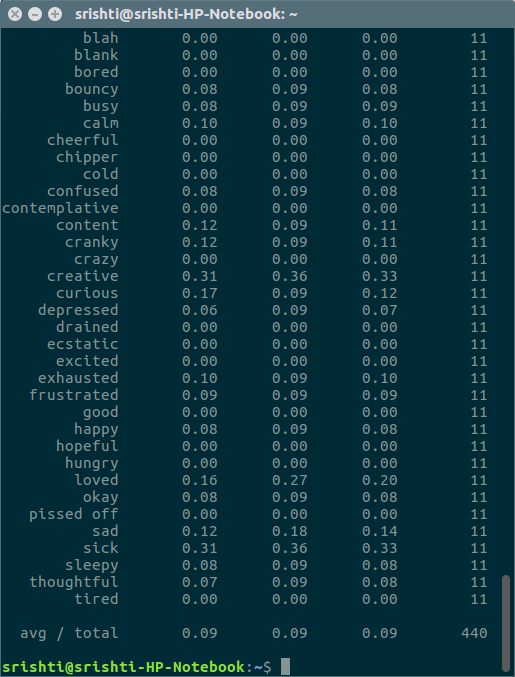 srishti@srishti-HP-Notebook: ~
blah 0.00 0.00 0.00 11
blank 0.00 0.00 0.00 11
bored 0.00 0.00 0.00 11
bouncy 0.08 0.09 0.08 11
busy 0.08 0.09 0.09 11
calm 0.10 0.09 0.10 11
cheerful 0.00 0.00 0.00 11
chipper 0.00 0.00 0.00 11
cold 0.00 0.00 0.00 11
confused 0.08 0.09 0.08 11
contemplative 0.00 0.00 0.00 11
content 0.12 0.09 0.11 11
cranky 0.12 0.09 0.11 11
crazy 0.00 0.00 0.00 11
creative 0.31 0.36 0.33 11
curious 0.17 0.09 0.12 11
depressed 0.06 0.09 0.07 11
drained 0.00 0.00 0.00 11
ecstatic 0.00 0.00 0.00 11
excited 0.00 0.00 0.00 11
exhausted 0.10 0.09 0.10 11
frustrated 0.09 0.09 0.09 11
good 0.00 0.00 0.00 11
happy 0.08 0.09 0.08 11
hopeful 0.00 0.00 0.00 11
hungry 0.00 0.00 0.00 11
loved 0.16 0.27 0.20 11
okay 0.08 0.09 0.08 11
pissed off 0.00 0.00 0.00 11
sad 0.12 0.18 0.14 11
sick 0.31 0.36 0.33 11
sleepy 0.08 0.09 0.08 11
thoughtful 0.07 0.09 0.08 11
tired 0.00 0.00 0.00 11
avg / total 0.09 0.09 0.09 440
srishti@srishti-HP-Notebook:~$